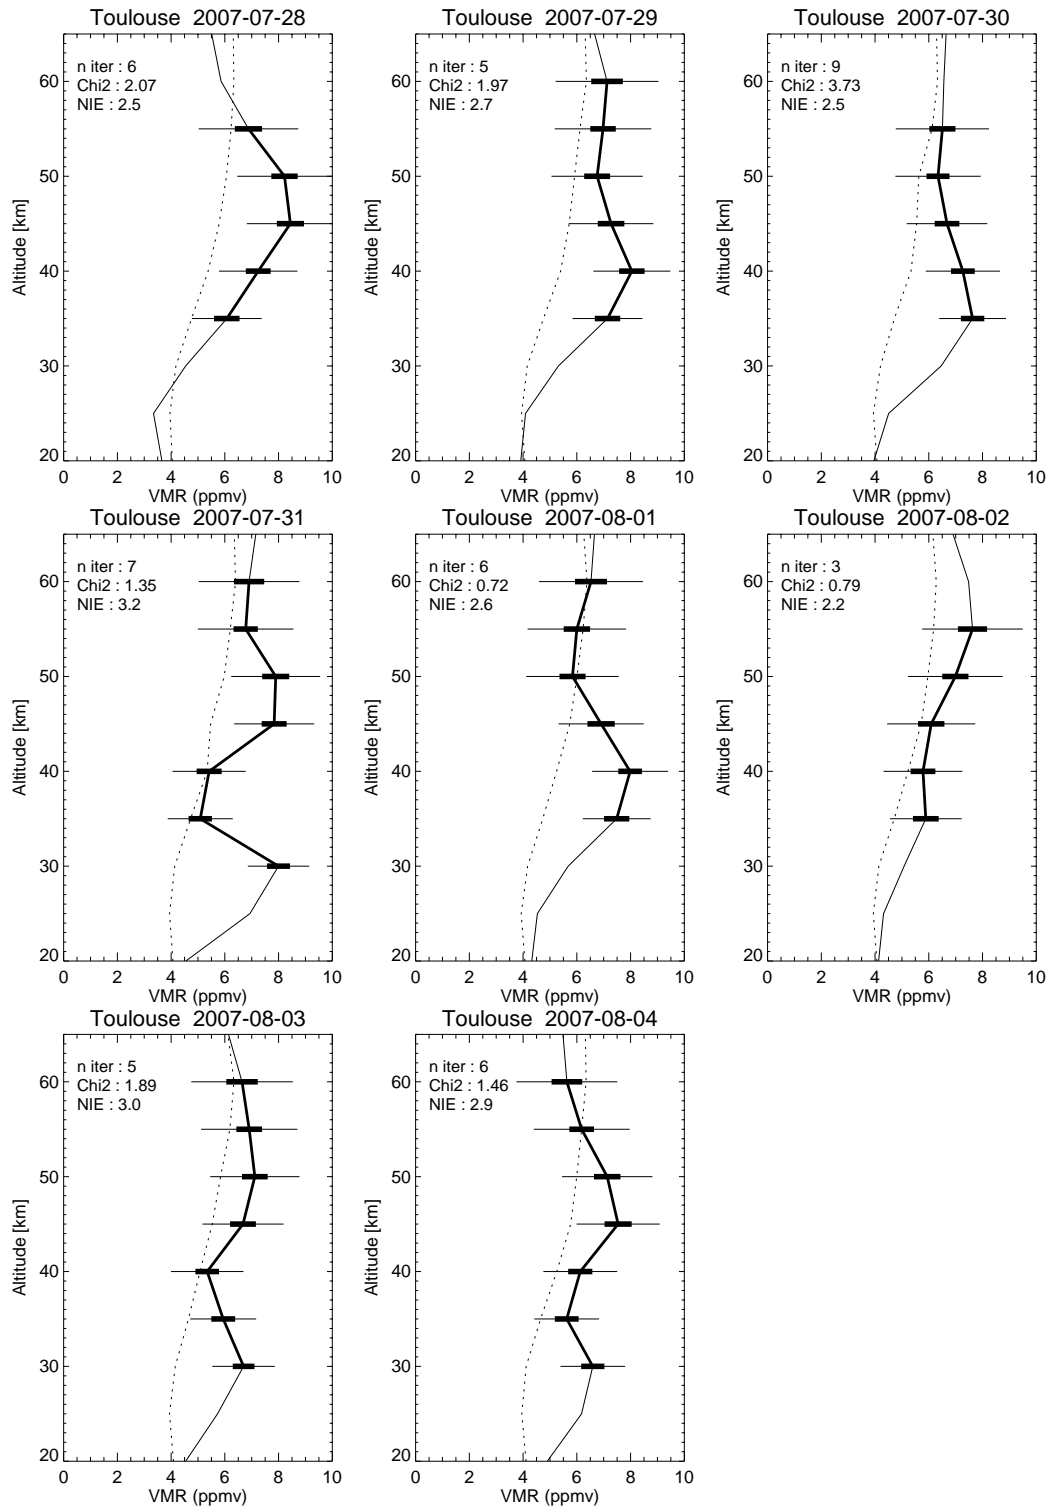 Toulouse 2007-07-28
n iter : 6
Chi2 : 2.07
NIE : 2.5
60
50
40
30
20
Altitude [km]
0 2 4 6 8 10
VMR (ppmv)
Toulouse 2007-07-29
n iter : 5
Chi2 : 1.97
NIE : 2.7
60
50
40
30
20
Altitude [km]
0 2 4 6 8 10
VMR (ppmv)
Toulouse 2007-07-30
n iter : 9
Chi2 : 3.73
NIE : 2.5
60
50
40
30
20
Altitude [km]
0 2 4 6 8 10
VMR (ppmv)
Toulouse 2007-07-31
n iter : 7
Chi2 : 1.35
NIE : 3.2
60
50
40
30
20
Altitude [km]
0 2 4 6 8 10
VMR (ppmv)
Toulouse 2007-08-01
n iter : 6
Chi2 : 0.72
NIE : 2.6
60
50
40
30
20
Altitude [km]
0 2 4 6 8 10
VMR (ppmv)
Toulouse 2007-08-02
n iter : 3
Chi2 : 0.79
NIE : 2.2
60
50
40
30
20
Altitude [km]
0 2 4 6 8 10
VMR (ppmv)
Toulouse 2007-08-03
n iter : 5
Chi2 : 1.89
NIE : 3.0
60
50
40
30
20
Altitude [km]
0 2 4 6 8 10
VMR (ppmv)
Toulouse 2007-08-04
n iter : 6
Chi2 : 1.46
NIE : 2.9
60
50
40
30
20
Altitude [km]
0 2 4 6 8 10
VMR (ppmv)